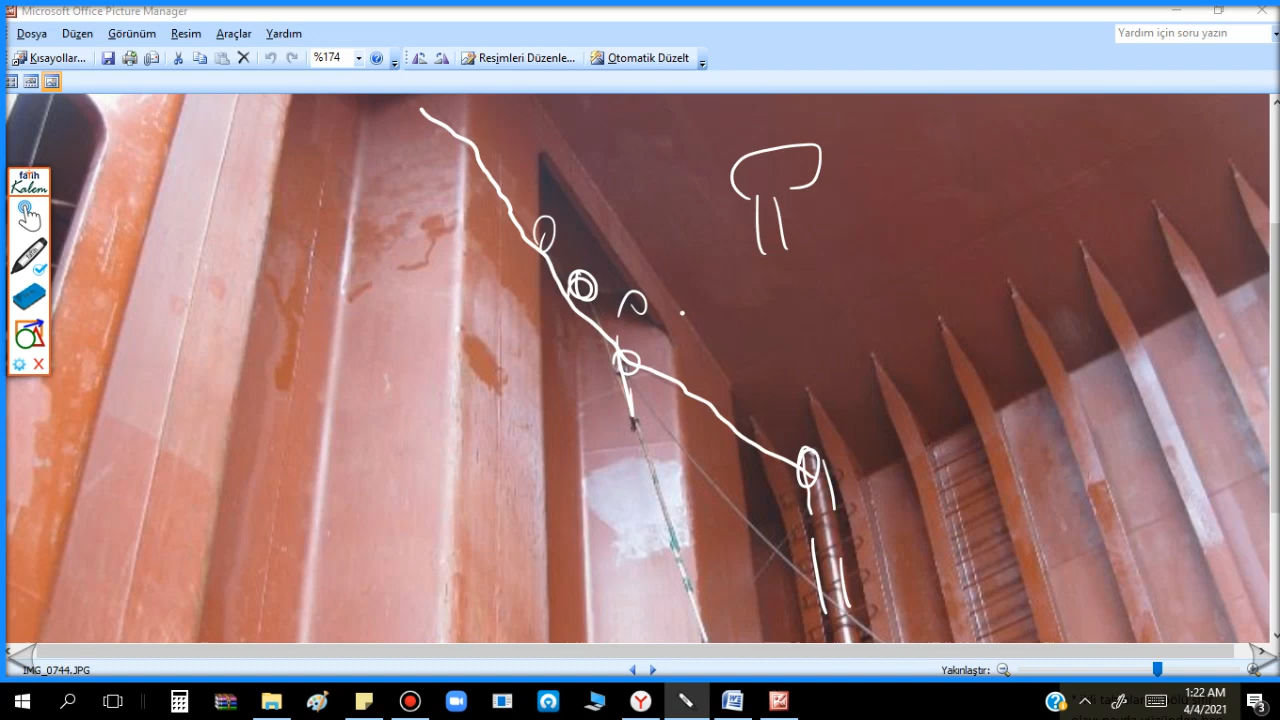 Microsoft Office Picture Manager
Dosya Düzen Görünüm Resim Araçlar Yardım
Yardım için soru yazın
Kısayollar... %174 Resimleri Düzenle... Otomatik Düzelt
fatih
Kalem
IMG_0744.JPG
Yakınlaştır:
1:22 AM
4/4/2021
3